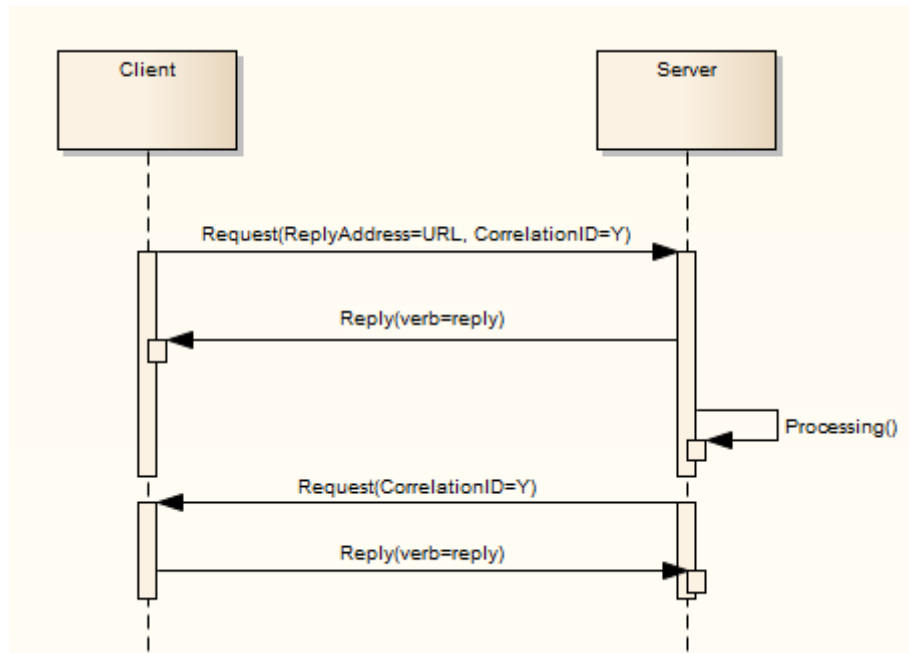 Client
Server
Request(ReplyAddress=URL, CorrelationID=Y)
Reply(verb=reply)
Processing()
Request(CorrelationID=Y)
Reply(verb=reply)